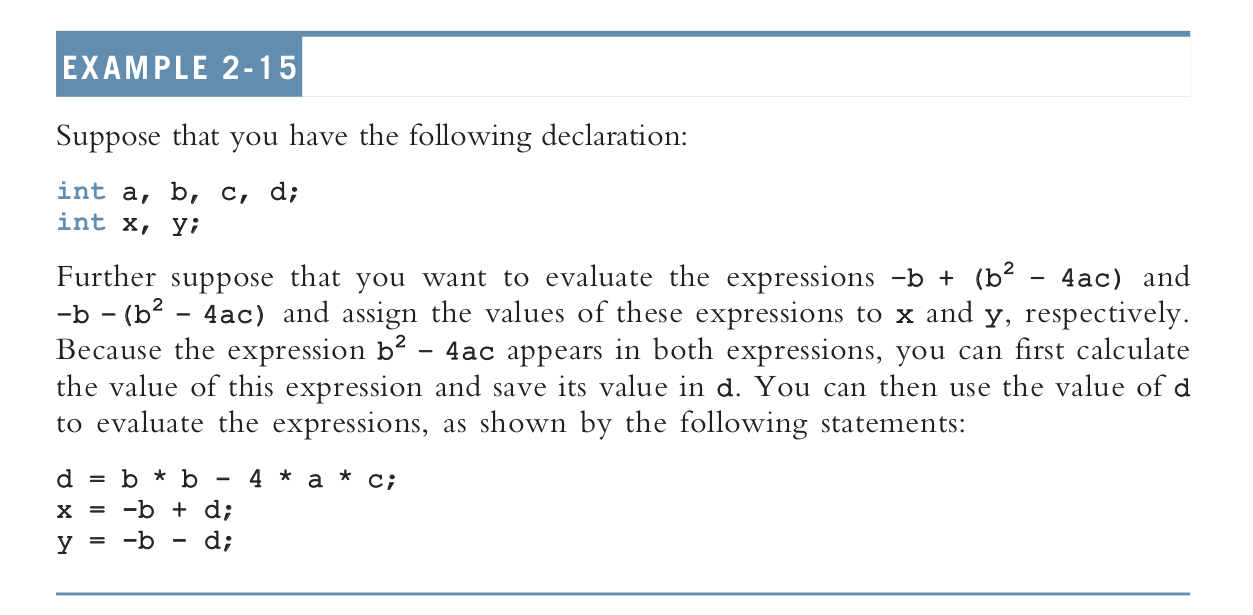 EXAMPLE 2-15
Suppose that you have the following declaration:
int a, b, c, d;
int x, y;
Further suppose that you want to evaluate the expressions -b + (b² - 4ac) and
-b - (b² - 4ac) and assign the values of these expressions to x and y, respectively.
Because the expression b² - 4ac appears in both expressions, you can first calculate
the value of this expression and save its value in d. You can then use the value of d
to evaluate the expressions, as shown by the following statements:
d = b * b - 4 * a * c;
x = -b + d;
y = -b - d;